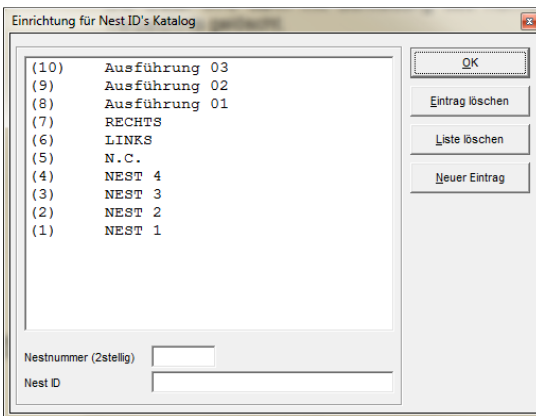 Einrichtung für Nest ID's Katalog
(10) Ausführung 03
(9) Ausführung 02
(8) Ausführung 01
(7) RECHTS
(6) LINKS
(5) N.C.
(4) NEST 4
(3) NEST 3
(2) NEST 2
(1) NEST 1
OK
Eintrag löschen
Liste löschen
Neuer Eintrag
Nestnummer (2stellig)
Nest ID